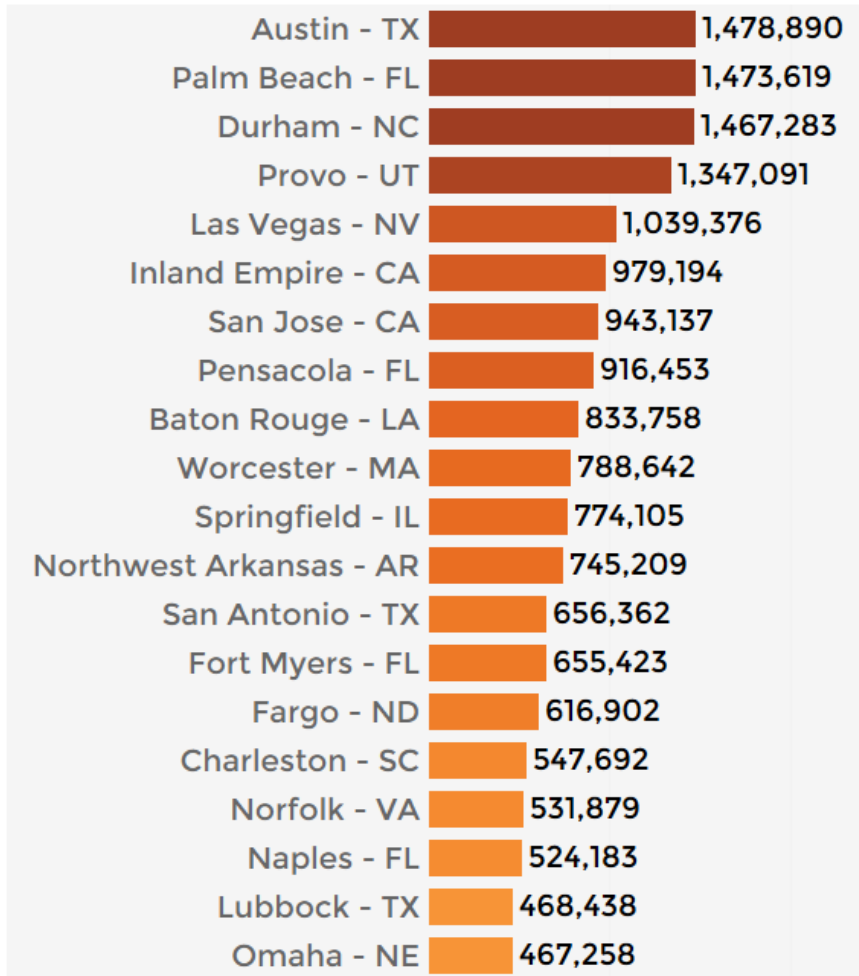 Austin - TX 1,478,890
Palm Beach - FL 1,473,619
Durham - NC 1,467,283
Provo - UT 1,347,091
Las Vegas - NV 1,039,376
Inland Empire - CA 979,194
San Jose - CA 943,137
Pensacola - FL 916,453
Baton Rouge - LA 833,758
Worcester - MA 788,642
Springfield - IL 774,105
Northwest Arkansas - AR 745,209
San Antonio - TX 656,362
Fort Myers - FL 655,423
Fargo - ND 616,902
Charleston - SC 547,692
Norfolk - VA 531,879
Naples - FL 524,183
Lubbock - TX 468,438
Omaha - NE 467,258